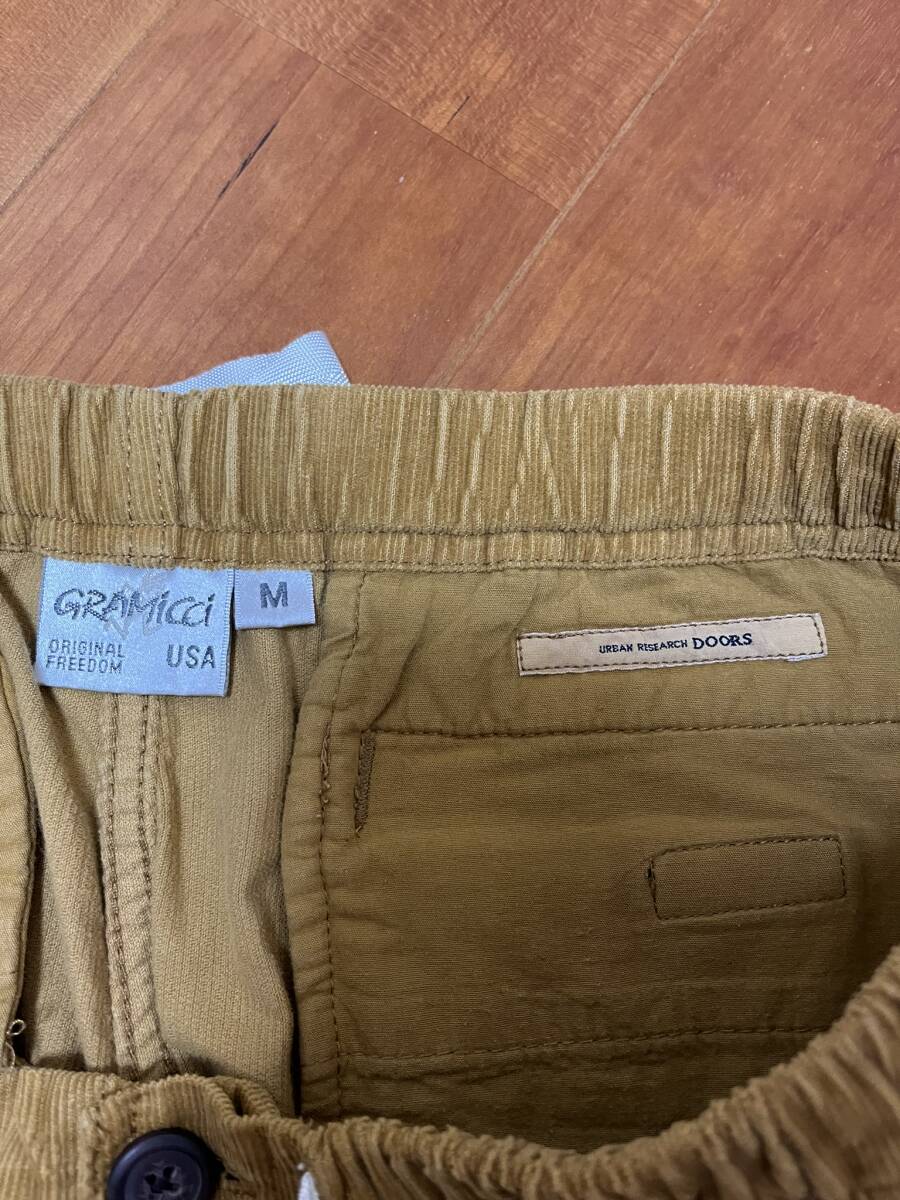 GRAMiCCi
ORIGINAL
FREEDOM
USA
M
URBAN RESEARCH DOORS